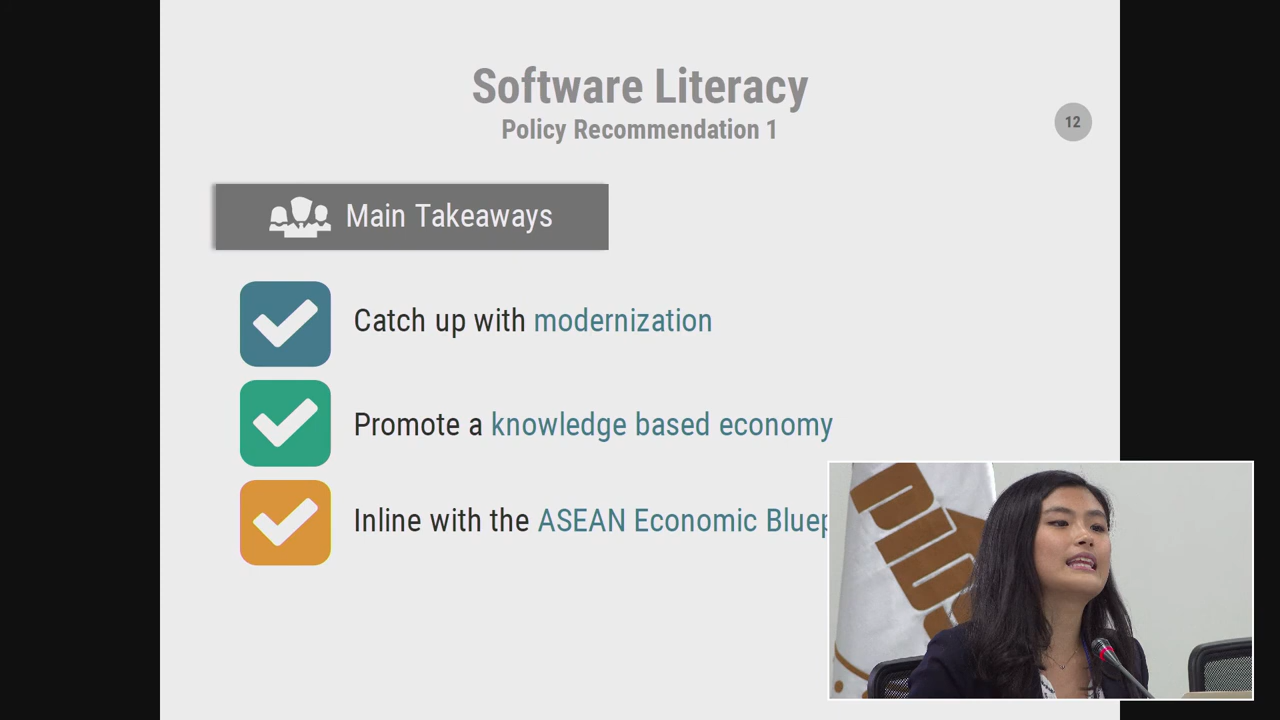 Software Literacy
Policy Recommendation 1
12
Main Takeaways
Catch up with modernization
Promote a knowledge based economy
Inline with the ASEAN Economic